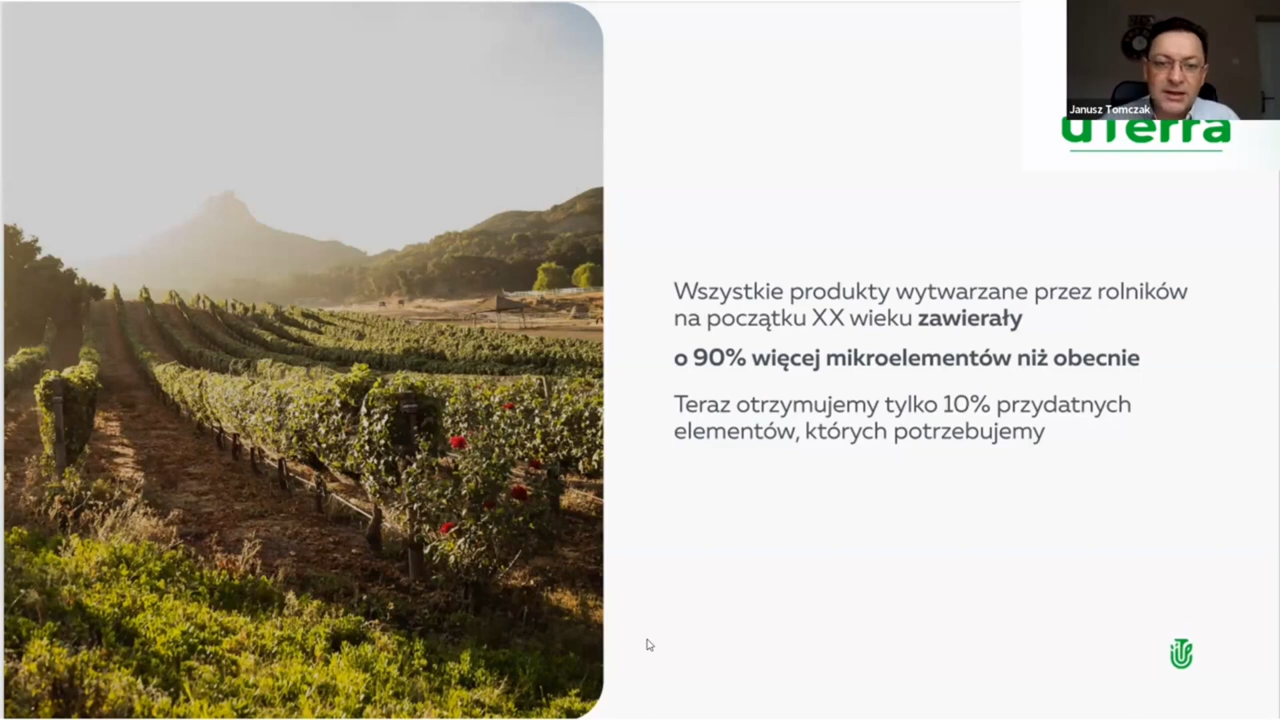 Janusz Tomczak
uTerra
Wszystkie produkty wytwarzane przez rolników
na początku XX wieku zawierały
o 90% więcej mikroelementów niż obecnie
Teraz otrzymujemy tylko 10% przydatnych
elementów, których potrzebujemy